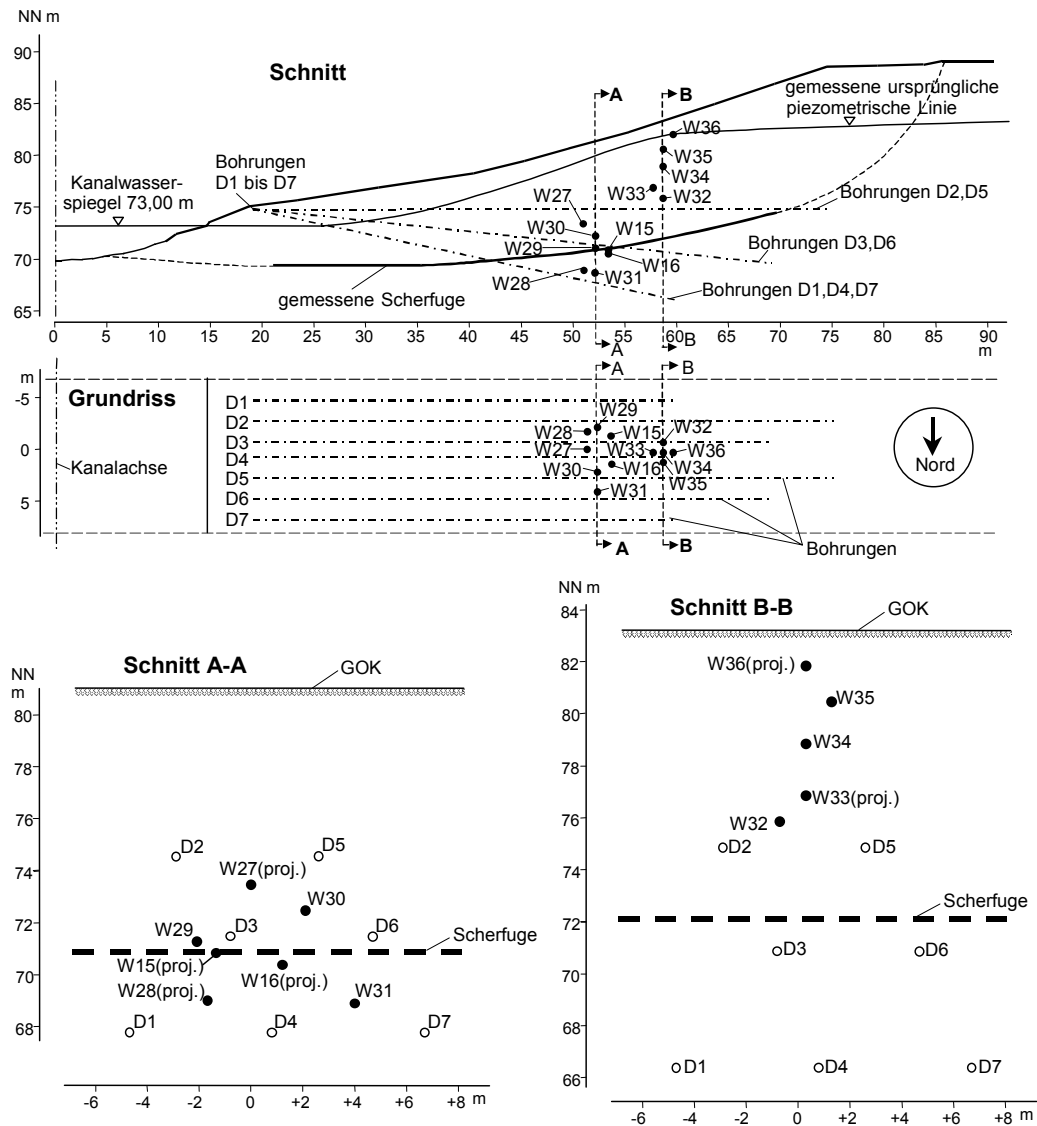 NN m
90
85
80
75
70
65
Schnitt
A
B
gemessene ursprüngliche
piezometrische Linie
W36
W35
W34
W33
W32
Bohrungen
D1 bis D7
Kanalwasser-
spiegel 73,00 m
W27
W30
W15
W29
W16
W28
W31
Bohrungen D2,D5
Bohrungen D3,D6
Bohrungen D1,D4,D7
gemessene Scherfuge
0
5
10
15
20
25
30
35
40
45
50
55
60
65
70
75
80
85
90
m
A
B
A
B
m
-5
0
5
Grundriss
Kanalachse
D1
D2
D3
D4
D5
D6
D7
W29
W28
W15
W32
W27
W33
W36
W30
W16
W34
W35
W31
Nord
Bohrungen
A
B
Schnitt A-A
GOK
NN
m
80
78
76
74
72
70
68
D2
D5
W27(proj.)
W30
W29
D3
D6
Scherfuge
W15(proj.)
W16(proj.)
W28(proj.)
W31
D1
D4
D7
-6
-4
-2
0
+2
+4
+6
+8
m
NN m
Schnitt B-B
GOK
84
82
80
78
76
74
72
70
68
66
W36(proj.)
W35
W34
W33(proj.)
W32
D2
D5
Scherfuge
D3
D6
D1
D4
D7
-6
-4
-2
0
+2
+4
+6
+8
m